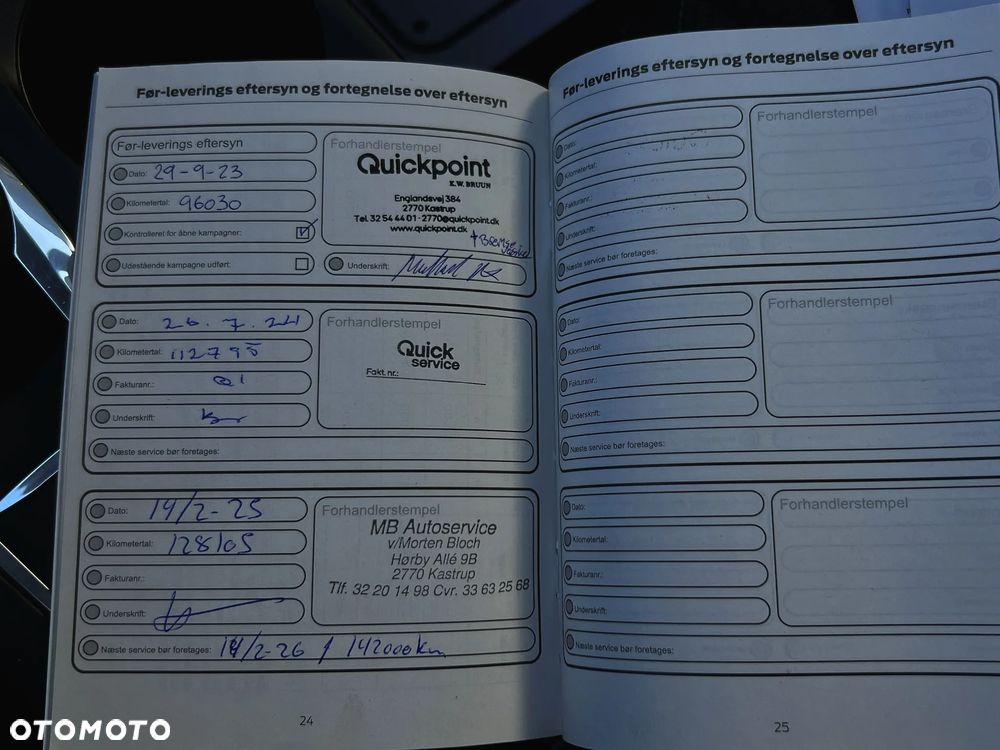 Før-leverings eftersyn og fortegnelse over eftersyn
Før-leverings eftersyn
Dato: 29-9-23
Kilometertal: 96030
Kontrolleret for åbne kampagner:
Udestående kampagne udført:
Forhandlerstempel
Quickpoint
K.W. BRUUN
Englandsvej 384
2770 Kastrup
Tel. 32 54 44 01 · 2770@quickpoint.dk
www.quickpoint.dk
Underskrift:
Dato: 26.7.24
Kilometertal: 112795
Fakturanr.:
Underskrift:
Næste service bør foretages:
Forhandlerstempel
Quick
service
Fakt. nr.:
Dato: 14/2-25
Kilometertal: 128105
Fakturanr.:
Underskrift:
Næste service bør foretages: 14/2-26 / 142000km
Forhandlerstempel
MB Autoservice
v/Morten Bloch
Hørby Allé 9B
2770 Kastrup
Tlf. 32 20 14 98 Cvr. 33 63 25 68
24
Før-leverings eftersyn og fortegnelse over eftersyn
Dato:
Kilometertal:
Fakturanr.:
Underskrift:
Næste service bør foretages:
Forhandlerstempel
Dato:
Kilometertal:
Fakturanr.:
Underskrift:
Næste service bør foretages:
Forhandlerstempel
Dato:
Kilometertal:
Fakturanr.:
Underskrift:
Næste service bør foretages:
Forhandlerstempel
25
OTOMOTO